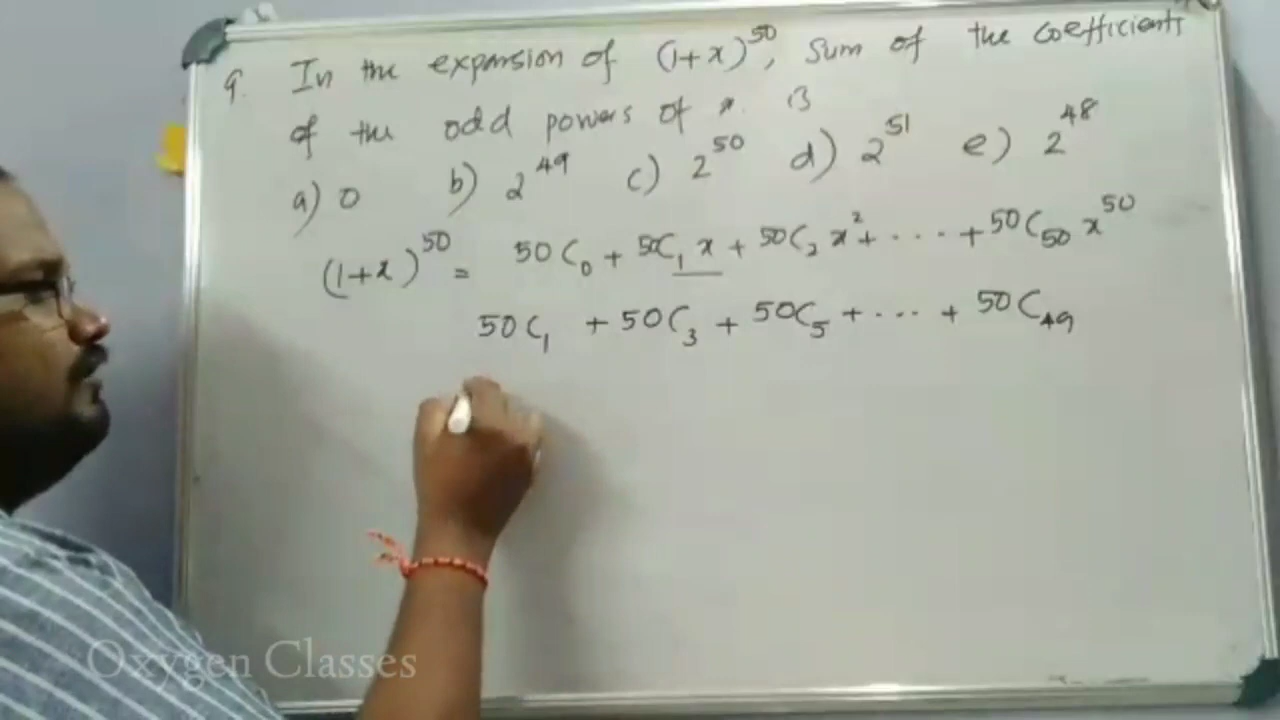 9. In the expansion of (1+x)^50, Sum of the coefficients
of the odd powers of x. is
a) 0 b) 2^49 c) 2^50 d) 2^51 e) 2^48
(1+x)^50 = 50C₀ + 50C₁ x + 50C₂ x² + .... + 50C₅₀ x^50
50C₁ + 50C₃ + 50C₅ + ... + 50C₄₉
Oxygen Classes